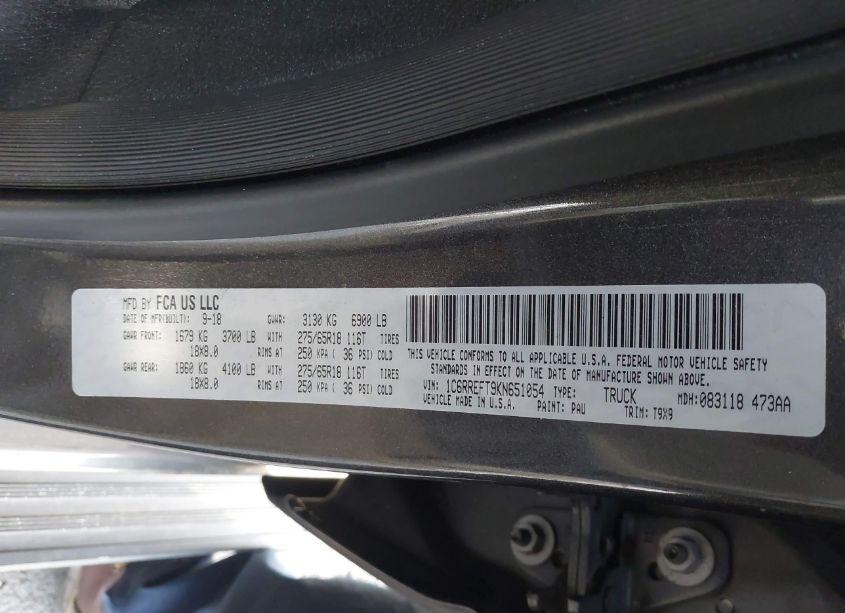 MFD BY FCA US LLC
DATE OF MFR(BUILT): 9-18 GVWR: 3130 KG 6900 LB
GAWR FRONT: 1679 KG 3700 LB WITH 275/65R18 116T TIRES
18X8.0 RIMS AT 250 KPA ( 36 PSI) COLD
GAWR REAR: 1860 KG 4100 LB WITH 275/65R18 116T TIRES
18X8.0 RIMS AT 250 KPA ( 36 PSI) COLD
THIS VEHICLE CONFORMS TO ALL APPLICABLE U.S.A. FEDERAL MOTOR VEHICLE SAFETY
STANDARDS IN EFFECT ON THE DATE OF MANUFACTURE SHOWN ABOVE.
VIN: 1C6RREFT9KN651054 TYPE: TRUCK MDH:083118 473AA
VEHICLE MADE IN U.S.A. PAINT: PAU TRIM: T9X9